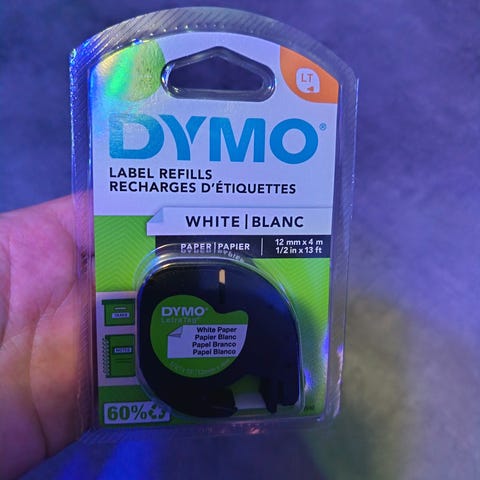 LT
DYMO®
LABEL REFILLS
RECHARGES D'ÉTIQUETTES
WHITE | BLANC
PAPER | PAPIER
12 mm x 4 m
1/2 in x 13 ft
DYMO
LetraTag
White Paper
Papier Blanc
Papel Branco
Papel Blanco
NOTES
60%